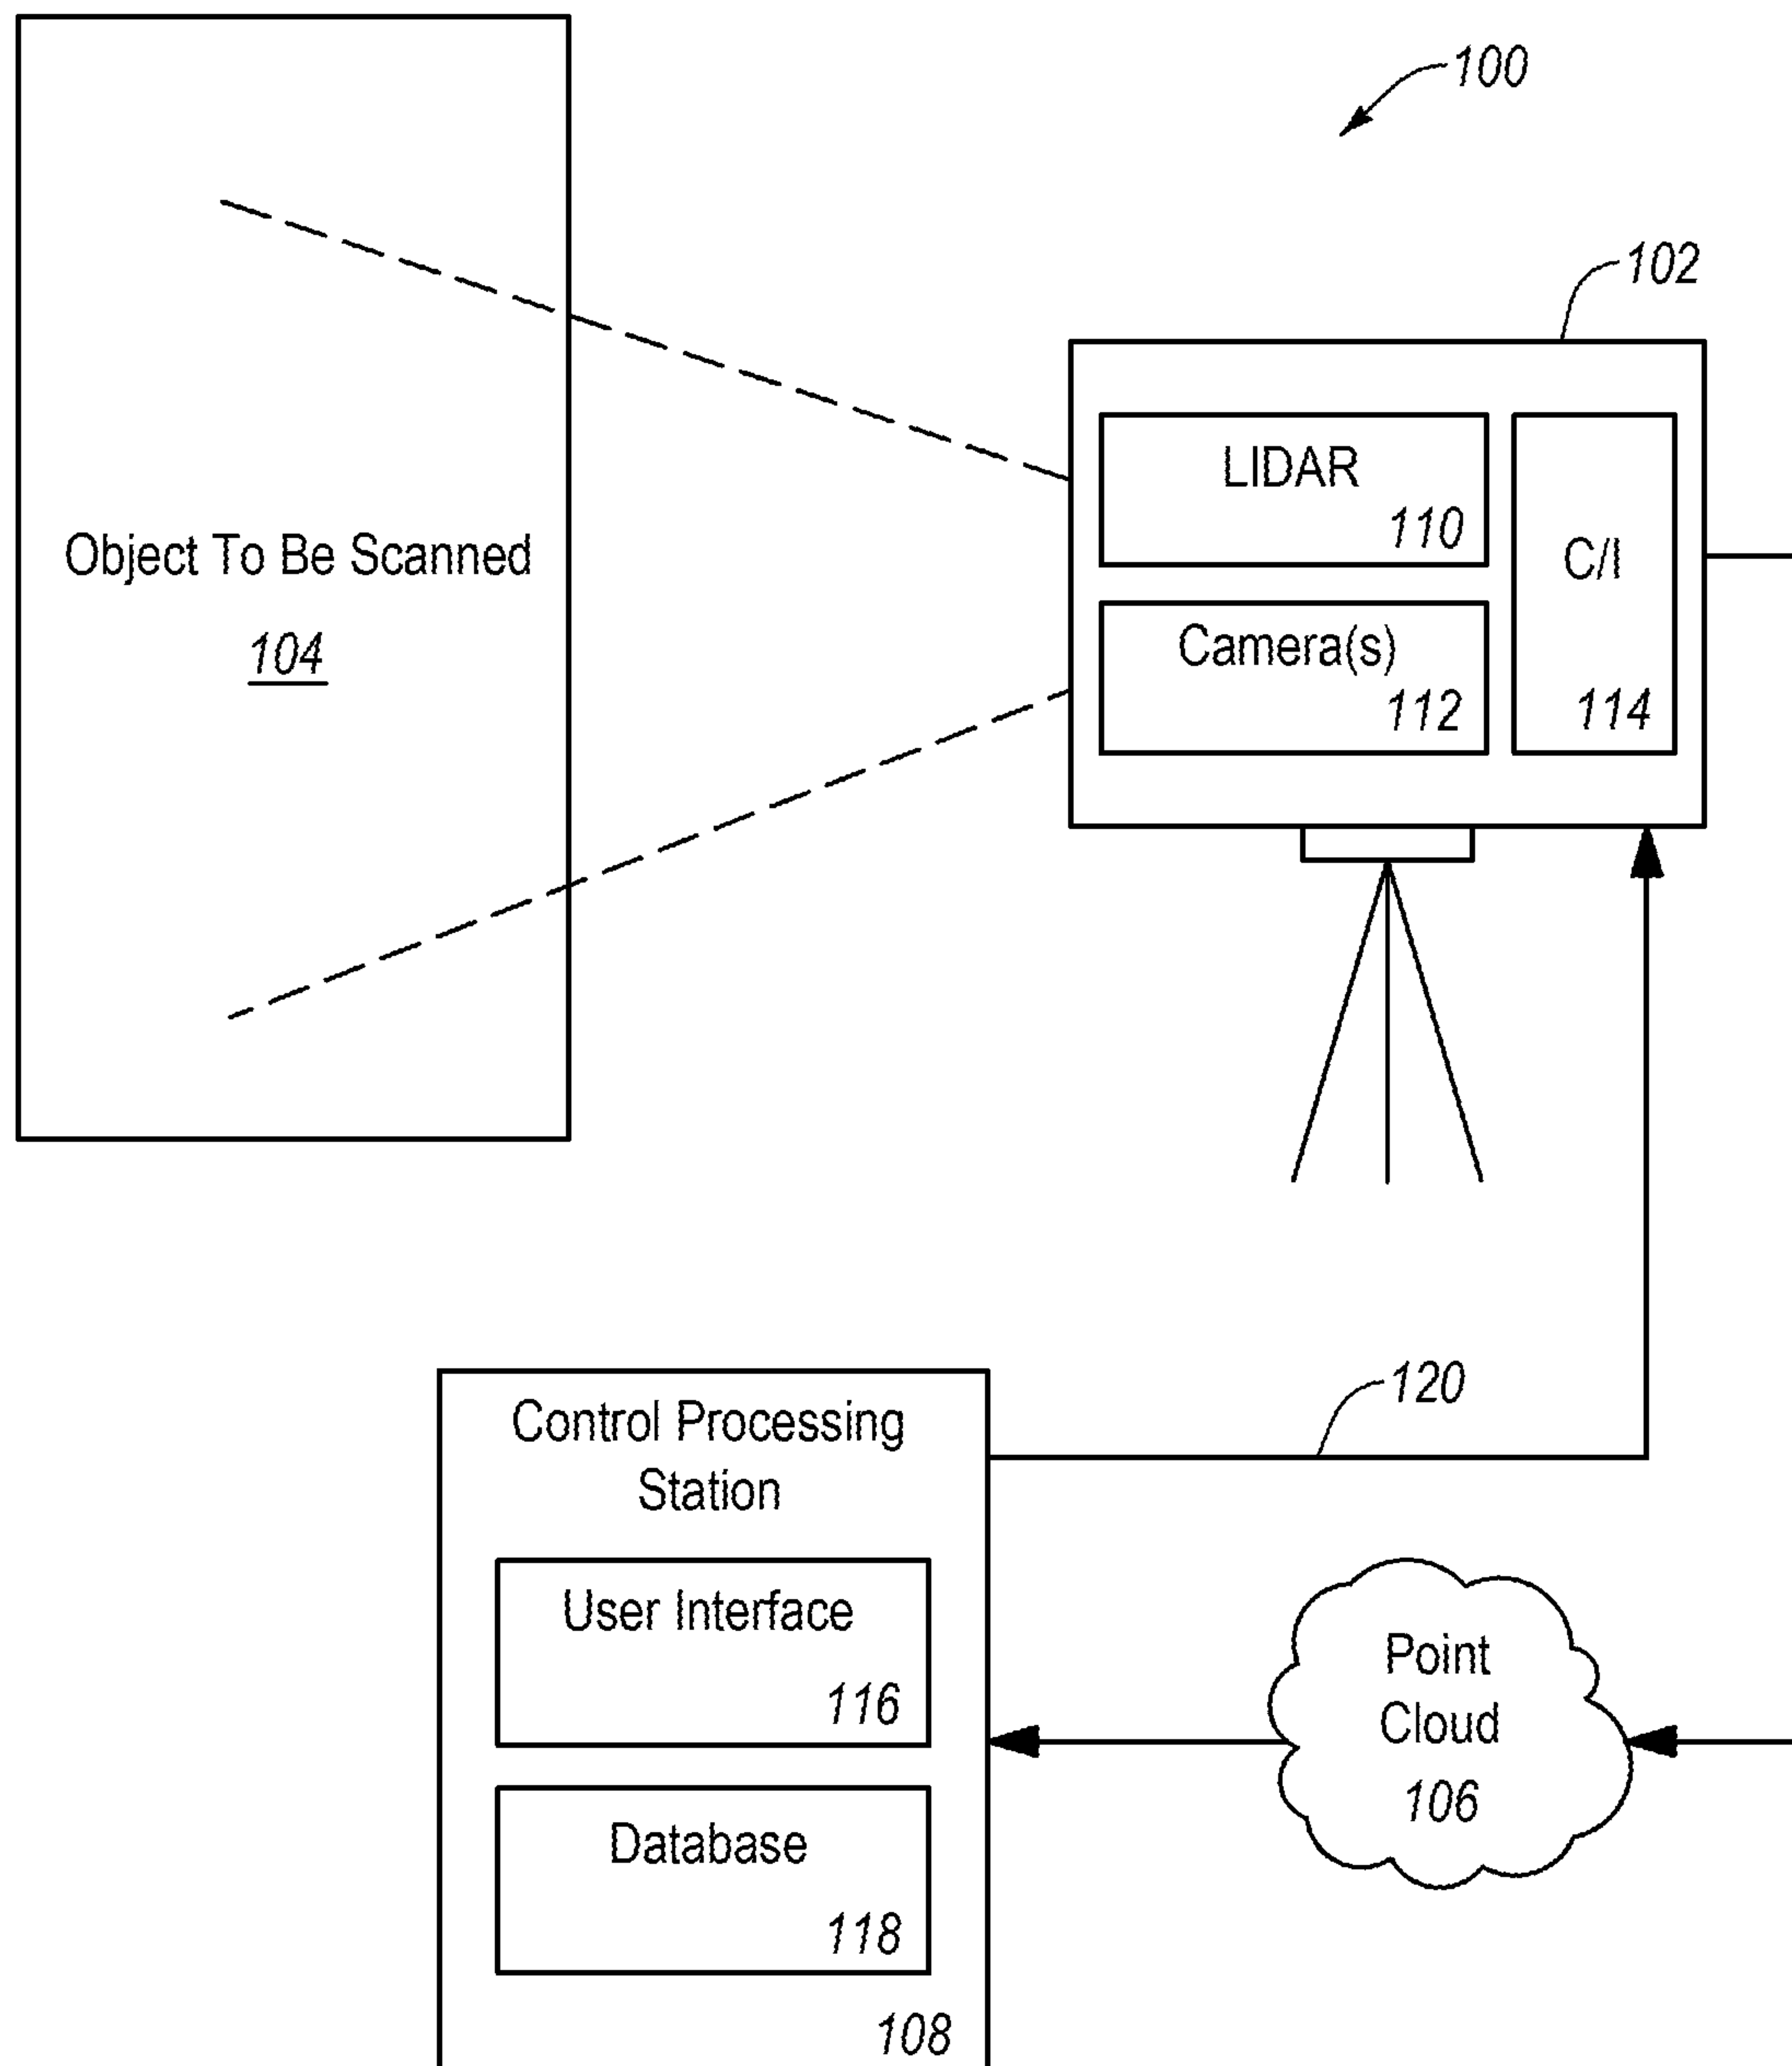 100
102
LIDAR
110
C/I
Object To Be Scanned
104
Camera(s)
112
114
120
Control Processing
Station
User Interface
116
Point
Cloud
106
Database
118
108